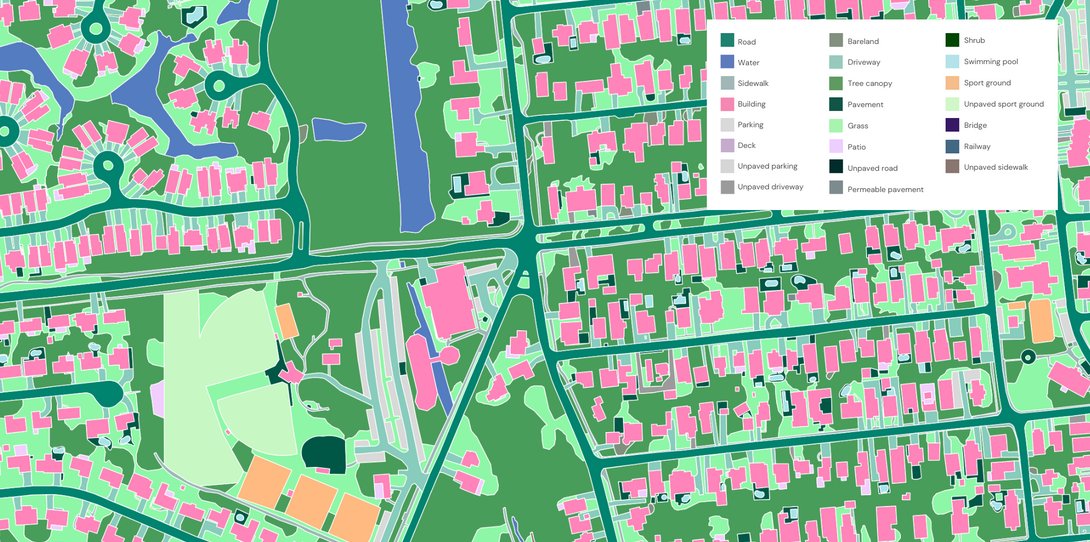 Road
Water
Sidewalk
Building
Parking
Deck
Unpaved parking
Unpaved driveway
Bareland
Driveway
Tree canopy
Pavement
Grass
Patio
Unpaved road
Permeable pavement
Shrub
Swimming pool
Sport ground
Unpaved sport ground
Bridge
Railway
Unpaved sidewalk